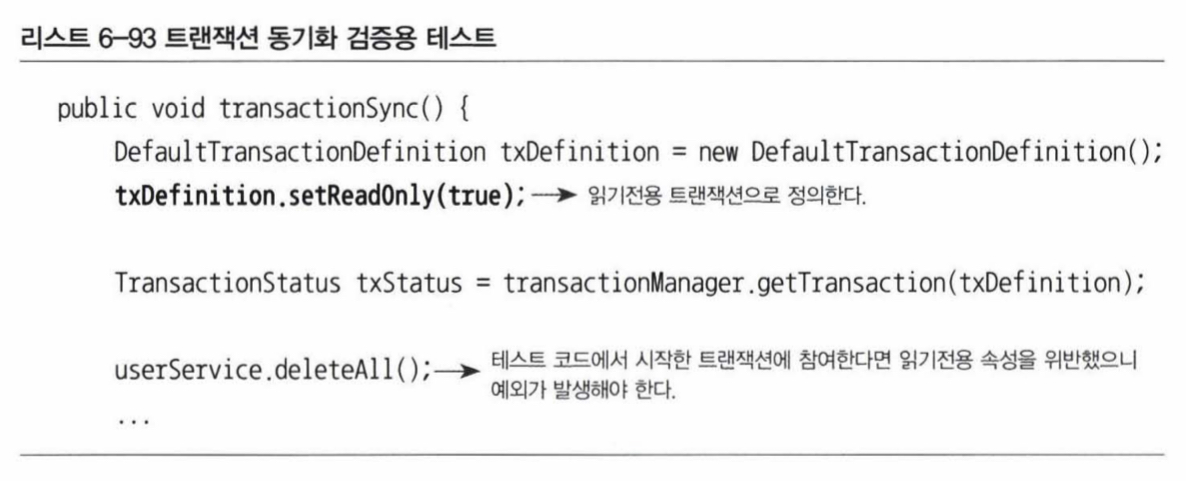 리스트 6-93 트랜잭션 동기화 검증용 테스트
public void transactionSync() {
DefaultTransactionDefinition txDefinition = new DefaultTransactionDefinition();
txDefinition.setReadOnly(true); → 읽기전용 트랜잭션으로 정의한다.
TransactionStatus txStatus = transactionManager.getTransaction(txDefinition);
userService.deleteAll(); → 테스트 코드에서 시작한 트랜잭션에 참여한다면 읽기전용 속성을 위반했으니
예외가 발생해야 한다.
...